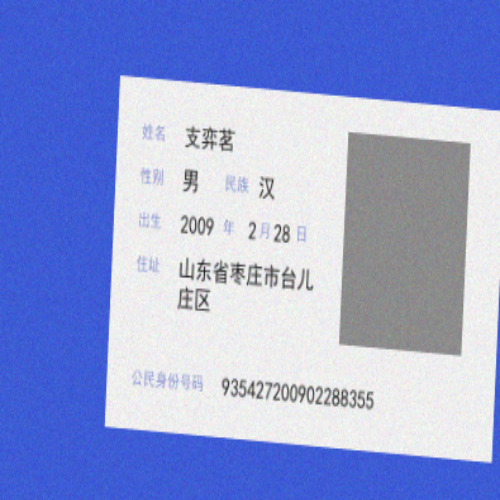 姓名 支弈茗
性别 男 民族 汉
出生 2009 年 2 月 28 日
住址 山东省枣庄市台儿
庄区
公民身份号码 935427200902288355